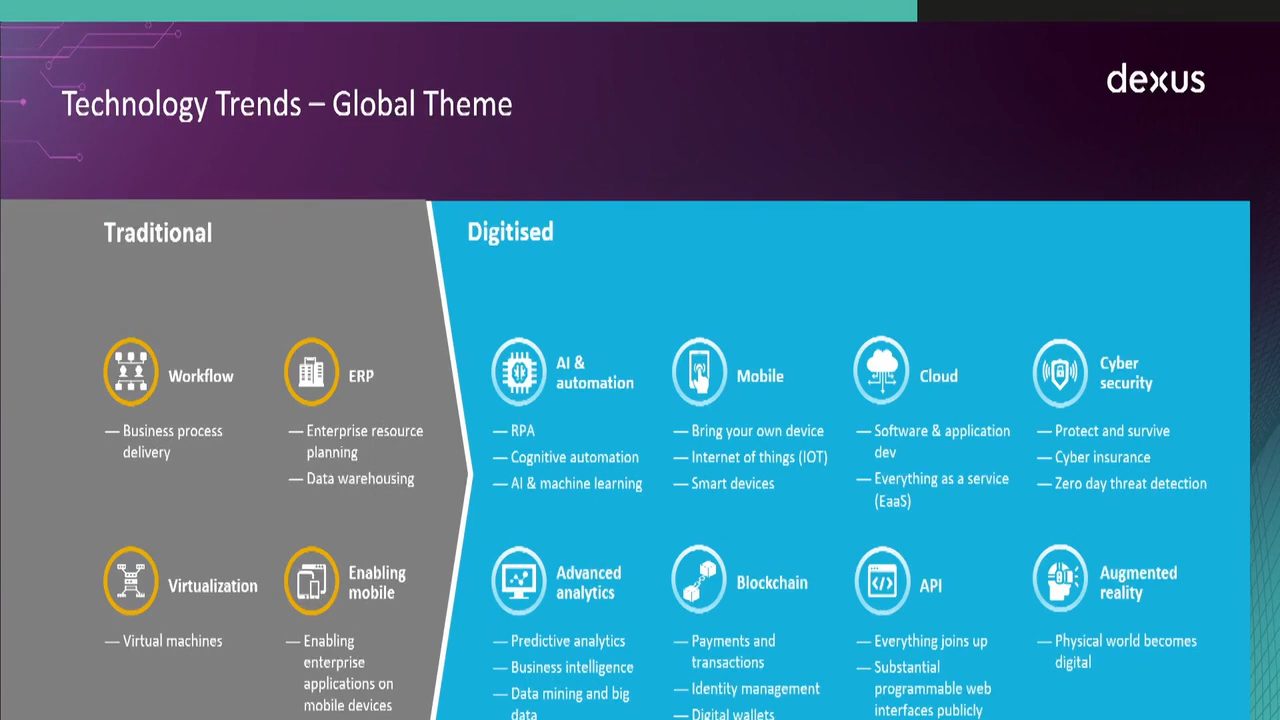 dexus
Technology Trends – Global Theme
Traditional
Workflow
— Business process
delivery
ERP
— Enterprise resource
planning
— Data warehousing
Virtualization
— Virtual machines
Enabling
mobile
— Enabling
enterprise
applications on
mobile devices
Digitised
AI &
automation
— RPA
— Cognitive automation
— AI & machine learning
Mobile
— Bring your own device
— Internet of things (IOT)
— Smart devices
Cloud
— Software & application
dev
— Everything as a service
(EaaS)
Cyber
security
— Protect and survive
— Cyber insurance
— Zero day threat detection
Advanced
analytics
— Predictive analytics
— Business intelligence
— Data mining and big
data
Blockchain
— Payments and
transactions
— Identity management
— Digital wallets
API
— Everything joins up
— Substantial
programmable web
interfaces publicly
Augmented
reality
— Physical world becomes
digital